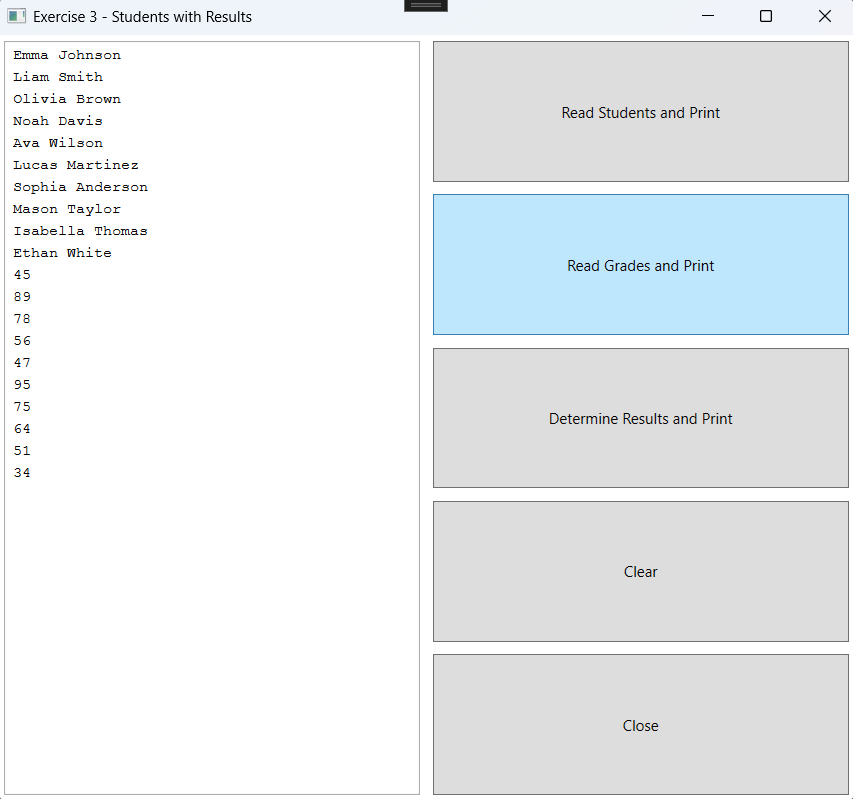 Exercise 3 - Students with Results
Emma Johnson
Liam Smith
Olivia Brown
Noah Davis
Ava Wilson
Lucas Martinez
Sophia Anderson
Mason Taylor
Isabella Thomas
Ethan White
45
89
78
56
47
95
75
64
51
34
Read Students and Print
Read Grades and Print
Determine Results and Print
Clear
Close